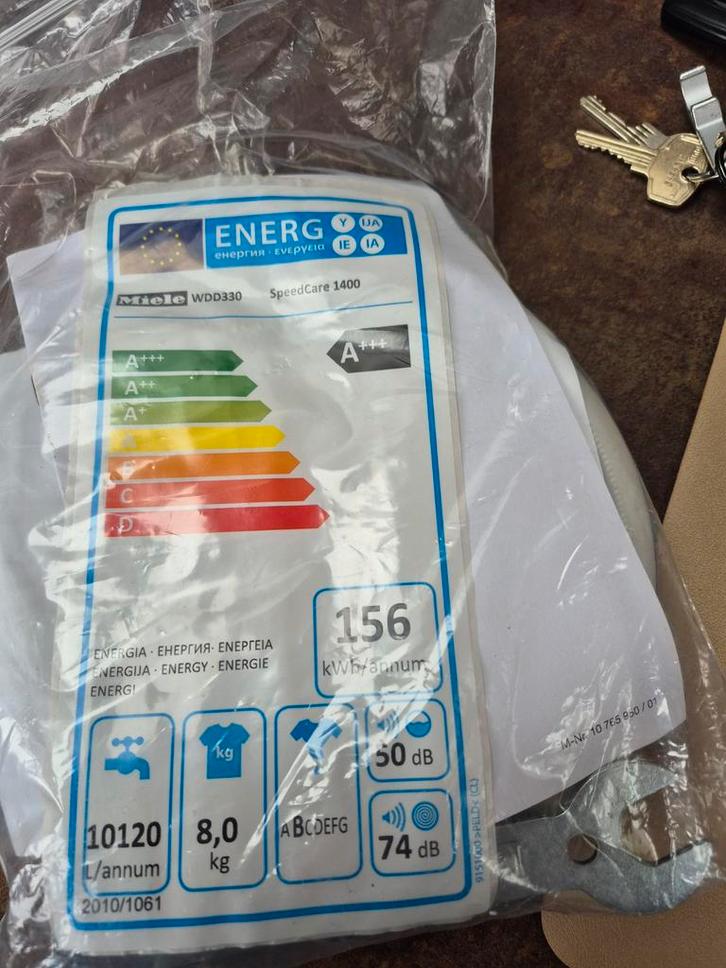 ENERG Y IJA
енергия · ενεργεια IE IA
Miele WDD330 SpeedCare 1400
A+++
A+++
A++
A+
A
C
D
156
kWh/annum
ENERGIA · ЕНЕРГИЯ · ΕΝΕΡΓΕΙΑ
ENERGIJA · ENERGY · ENERGIE
ENERGI
kg
10120
L/annum
8,0
kg
ABCDEFG
50 dB
74 dB
2010/1061